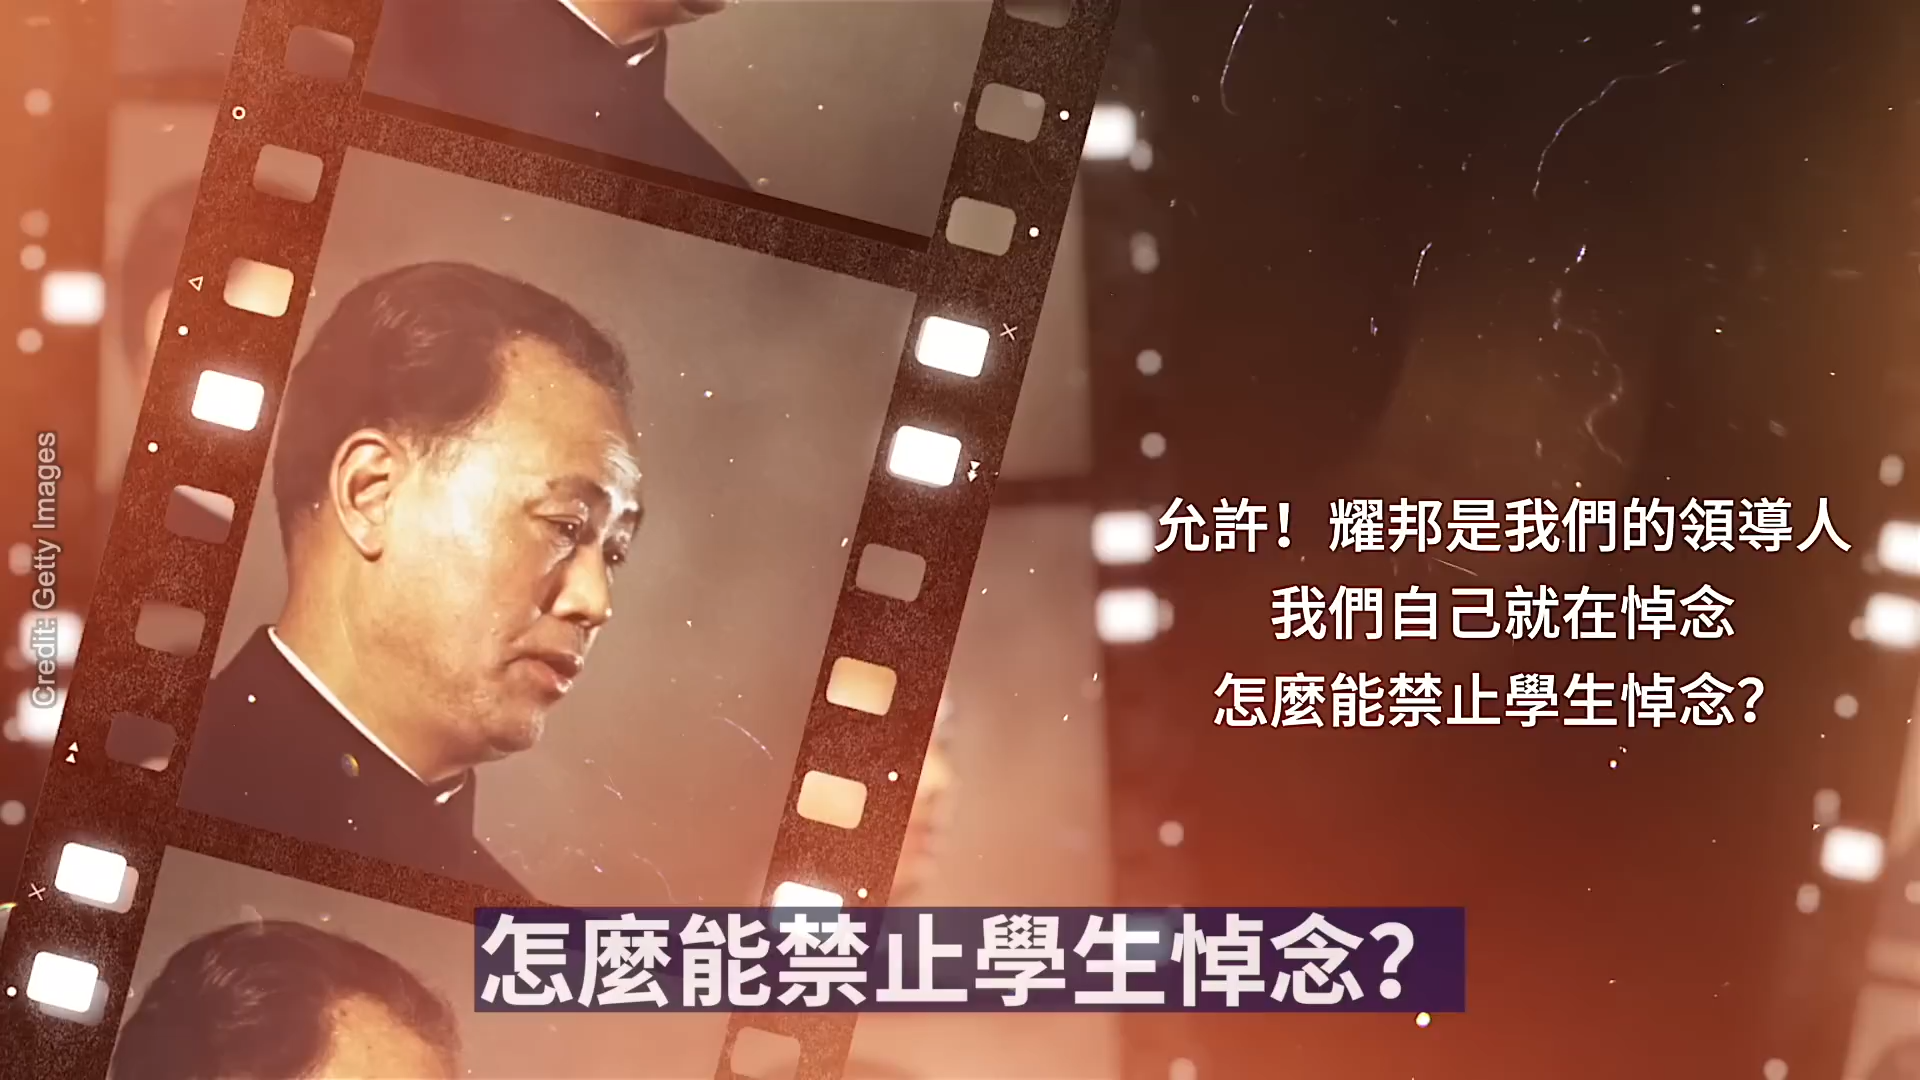 Credit: Getty Images
允許！耀邦是我們的領導人
我們自己就在悼念
怎麼能禁止學生悼念？
怎麼能禁止學生悼念？